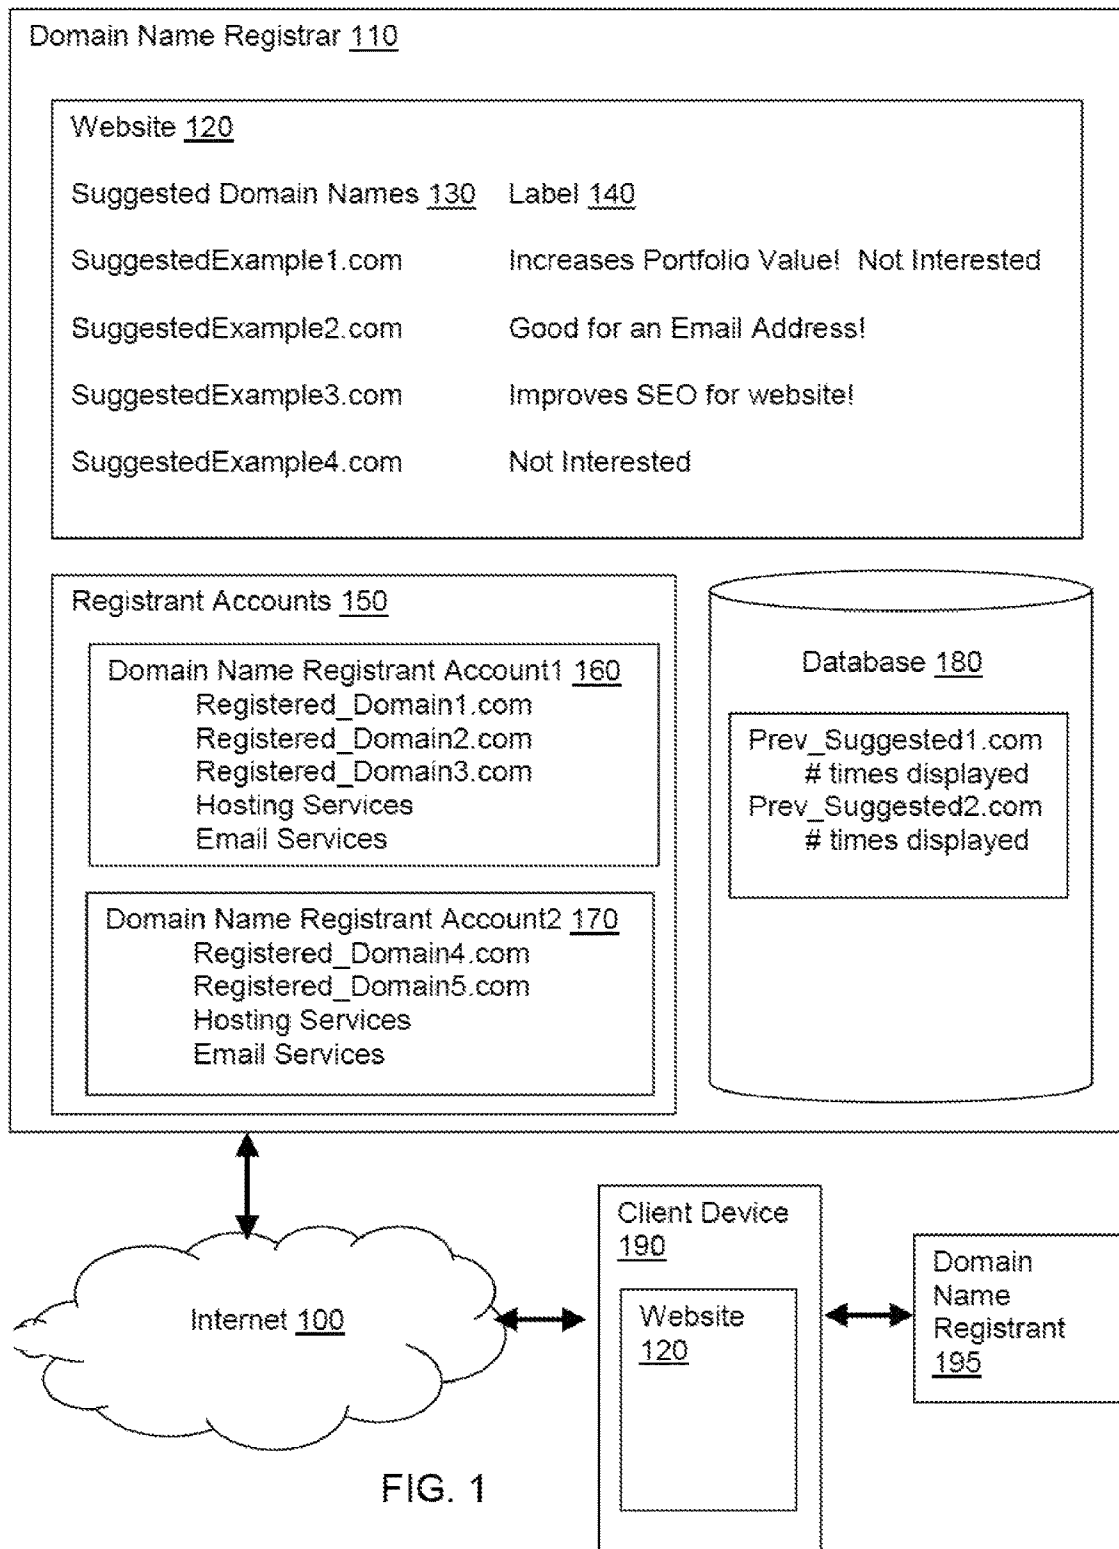 Domain Name Registrar 110
Website 120
Suggested Domain Names 130 Label 140
SuggestedExample1.com Increases Portfolio Value! Not Interested
SuggestedExample2.com Good for an Email Address!
SuggestedExample3.com Improves SEO for website!
SuggestedExample4.com Not Interested
Registrant Accounts 150
Domain Name Registrant Account1 160
Registered_Domain1.com
Registered_Domain2.com
Registered_Domain3.com
Hosting Services
Email Services
Domain Name Registrant Account2 170
Registered_Domain4.com
Registered_Domain5.com
Hosting Services
Email Services
Database 180
Prev_Suggested1.com
# times displayed
Prev_Suggested2.com
# times displayed
Internet 100
Client Device
190
Website
120
Domain
Name
Registrant
195
FIG. 1